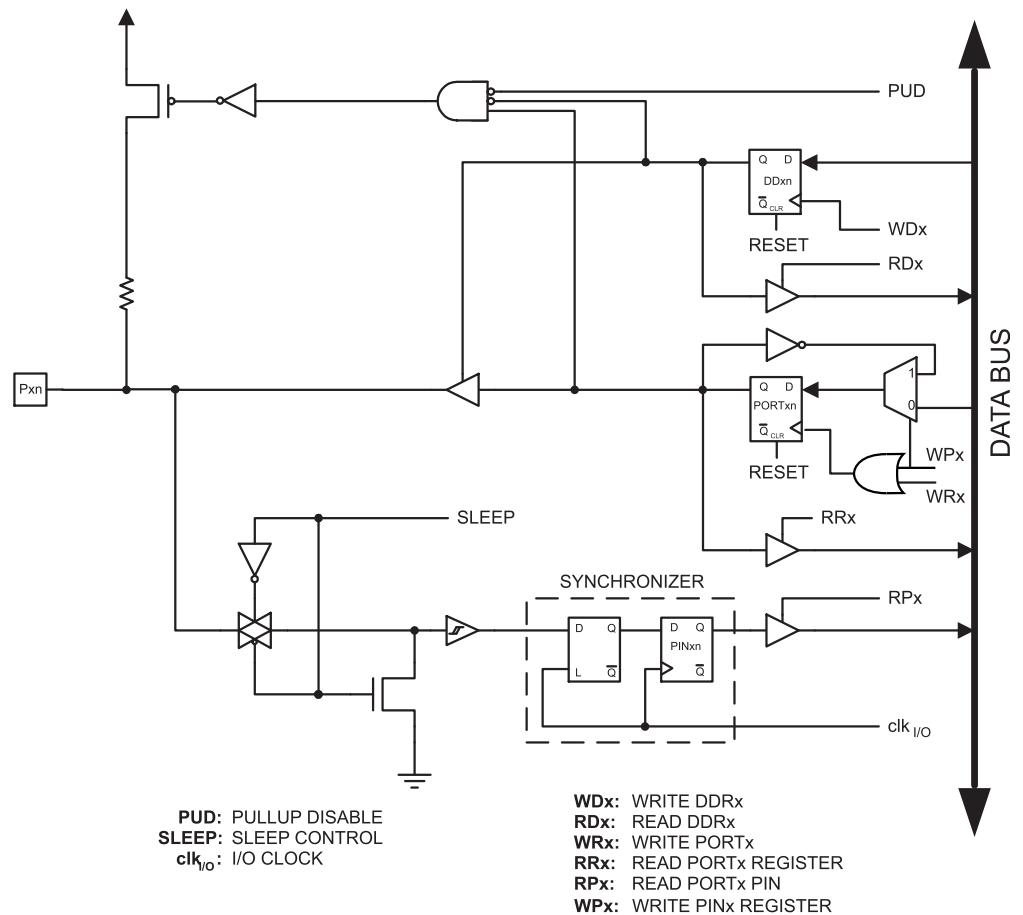 PUD
Q D
DDxn
Q CLR
WDx
RESET
RDx
Pxn
1
Q D
PORTxn
0
Q CLR
WPx
RESET
WRx
DATA BUS
SLEEP
RRx
SYNCHRONIZER
RPx
D Q
D Q
PINxn
L Q
Q
clk I/O
PUD: PULLUP DISABLE
SLEEP: SLEEP CONTROL
clkI/O: I/O CLOCK
WDx: WRITE DDRx
RDx: READ DDRx
WRx: WRITE PORTx
RRx: READ PORTx REGISTER
RPx: READ PORTx PIN
WPx: WRITE PINx REGISTER